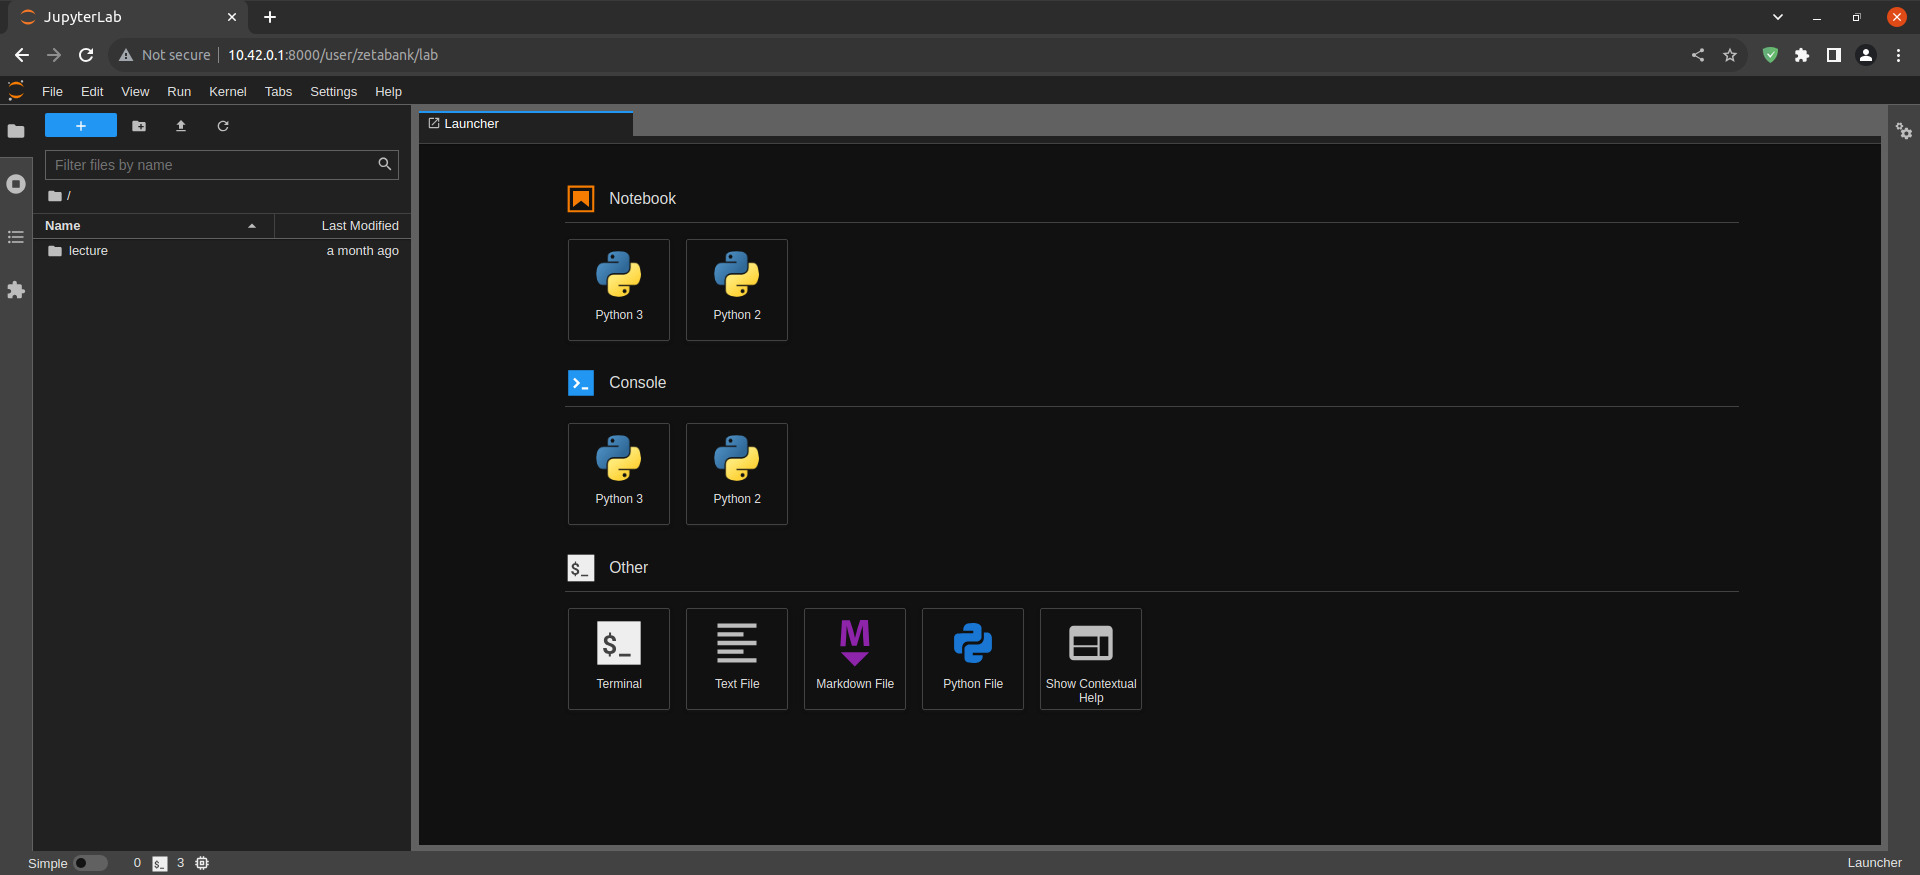 JupyterLab
Not secure
10.42.0.1:8000/user/zetabank/lab
File Edit View Run Kernel Tabs Settings Help
Launcher
Filter files by name
/
Name Last Modified
lecture a month ago
Notebook
Python 3 Python 2
Console
Python 3 Python 2
$_ Other
$_
Terminal Text File Markdown File Python File Show Contextual
Help
Simple 0 $_ 3 Launcher